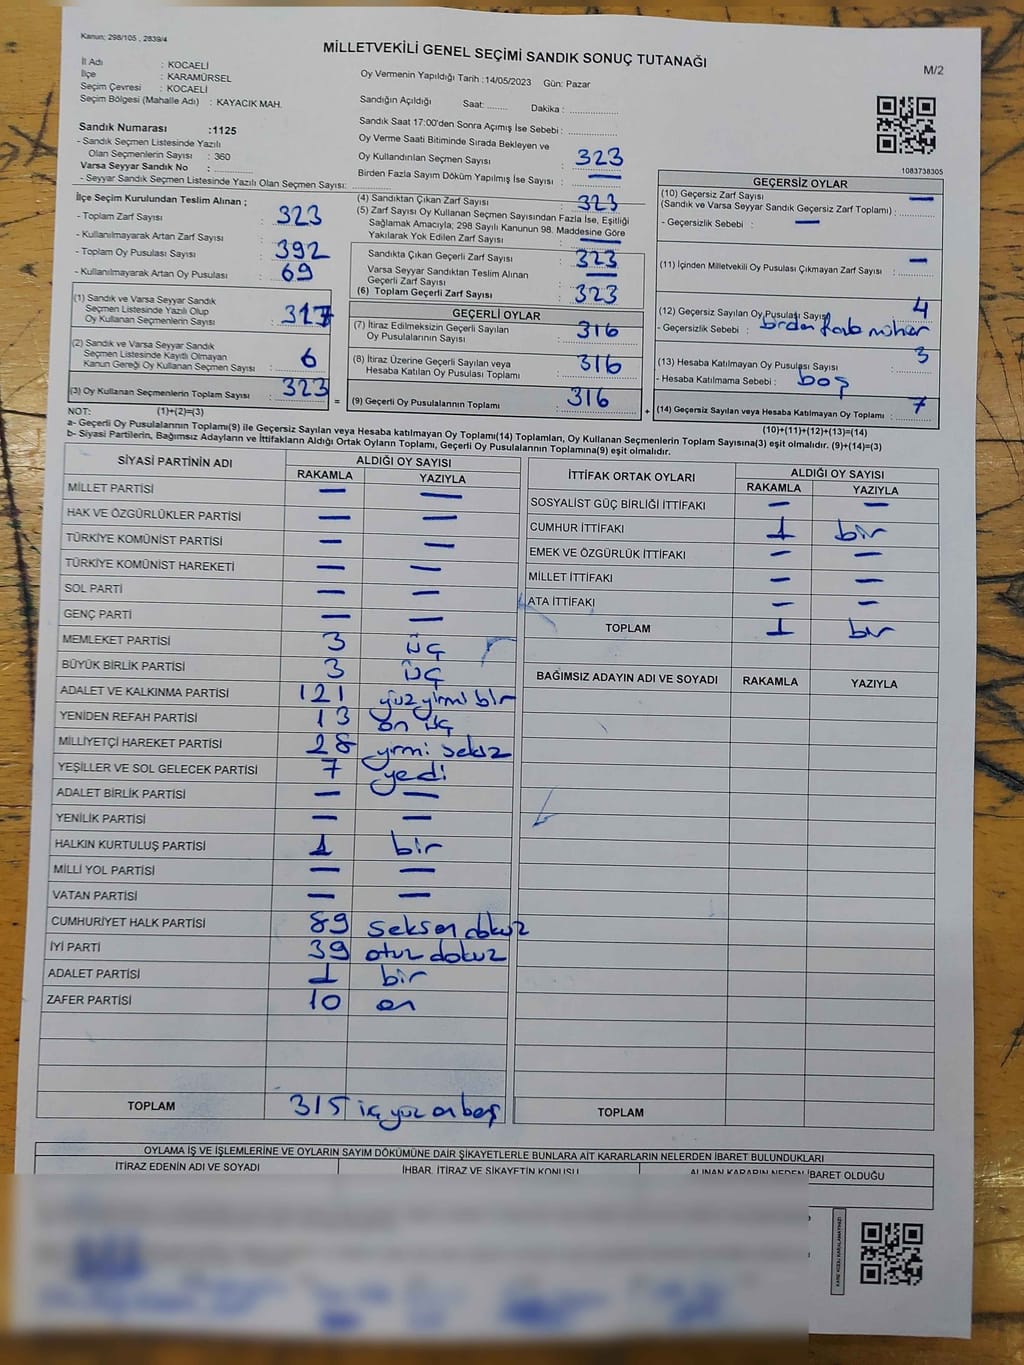 Kanun; 298/105 , 2839/4
MİLLETVEKİLİ GENEL SEÇİMİ SANDIK SONUÇ TUTANAĞI
M/2
İl Adı : KOCAELİ
İlçe : KARAMÜRSEL
Seçim Çevresi : KOCAELİ
Seçim Bölgesi (Mahalle Adı) : KAYACIK MAH.
Sandık Numarası :1125
- Sandık Seçmen Listesinde Yazılı
Olan Seçmenlerin Sayısı : 360
Varsa Seyyar Sandık No :
- Seyyar Sandık Seçmen Listesinde Yazılı Olan Seçmen Sayısı:
Oy Vermenin Yapıldığı Tarih :14/05/2023 Gün: Pazar
Sandığın Açıldığı Saat: ........ Dakika : ..................
Sandık Saat 17:00'den Sonra Açımış İse Sebebi : ..................
Oy Verme Saati Bitiminde Sırada Bekleyen ve
Oy Kullandırılan Seçmen Sayısı : 323
Birden Fazla Sayım Döküm Yapılmış İse Sayısı : —
1083738305
İlçe Seçim Kurulundan Teslim Alınan ;
- Toplam Zarf Sayısı : 323
- Kullanılmayarak Artan Zarf Sayısı :
- Toplam Oy Pusulası Sayısı : 392
- Kullanılmayarak Artan Oy Pusulası : 69
(1) Sandık ve Varsa Seyyar Sandık
Seçmen Listesinde Yazılı Olup
Oy Kullanan Seçmenlerin Sayısı : 317
(2) Sandık ve Varsa Seyyar Sandık
Seçmen Listesinde Kayıtlı Olmayan
Kanun Gereği Oy Kullanan Seçmen Sayısı : 6
(3) Oy Kullanan Seçmenlerin Toplam Sayısı : 323
(4) Sandıktan Çıkan Zarf Sayısı : 323
(5) Zarf Sayısı Oy Kullanan Seçmen Sayısından Fazla İse, Eşitliği
Sağlamak Amacıyla; 298 Sayılı Kanunun 98. Maddesine Göre
Yakılarak Yok Edilen Zarf Sayısı : —
Sandıkta Çıkan Geçerli Zarf Sayısı : 323
Varsa Seyyar Sandıktan Teslim Alınan
Geçerli Zarf Sayısı : —
(6) Toplam Geçerli Zarf Sayısı : 323
GEÇERLİ OYLAR
(7) İtiraz Edilmeksizin Geçerli Sayılan
Oy Pusulalarının Sayısı : 316
(8) İtiraz Üzerine Geçerli Sayılan veya
Hesaba Katılan Oy Pusulası Toplamı : 316
= (9) Geçerli Oy Pusulalarının Toplamı : 316 +
GEÇERSİZ OYLAR
(10) Geçersiz Zarf Sayısı
(Sandık ve Varsa Seyyar Sandık Geçersiz Zarf Toplamı) : —
- Geçersizlik Sebebi : —
(11) İçinden Milletvekili Oy Pusulası Çıkmayan Zarf Sayısı : —
(12) Geçersiz Sayılan Oy Pusulası Sayısı 4
- Geçersizlik Sebebi : birden fazla mühür
(13) Hesaba Katılmayan Oy Pusulası Sayısı 3
- Hesaba Katılmama Sebebi : boş
(14) Geçersiz Sayılan veya Hesaba Katılmayan Oy Toplamı : 7
NOT: (1)+(2)=(3)
(10)+(11)+(12)+(13)=(14)
a- Geçerli Oy Pusulalarının Toplamı(9) ile Geçersiz Sayılan veya Hesaba katılmayan Oy Toplamı(14) Toplamları, Oy Kullanan Seçmenlerin Toplam Sayısına(3) eşit olmalıdır. (9)+(14)=(3)
b- Siyasi Partilerin, Bağımsız Adayların ve İttifakların Aldığı Ortak Oyların Toplamı, Geçerli Oy Pusulalarının Toplamına(9) eşit olmalıdır.
SİYASİ PARTİNİN ADI ALDIĞI OY SAYISI
RAKAMLA YAZIYLA
MİLLET PARTİSİ — —
HAK VE ÖZGÜRLÜKLER PARTİSİ — —
TÜRKİYE KOMÜNİST PARTİSİ — —
TÜRKİYE KOMÜNİST HAREKETİ — —
SOL PARTİ — —
GENÇ PARTİ — —
MEMLEKET PARTİSİ 3 üç
BÜYÜK BİRLİK PARTİSİ 3 üç
ADALET VE KALKINMA PARTİSİ 121 yüz yirmi bir
YENİDEN REFAH PARTİSİ 13 on üç
MİLLİYETÇİ HAREKET PARTİSİ 28 yirmi sekiz
YEŞİLLER VE SOL GELECEK PARTİSİ 7 yedi
ADALET BİRLİK PARTİSİ — —
YENİLİK PARTİSİ — —
HALKIN KURTULUŞ PARTİSİ 1 bir
MİLLİ YOL PARTİSİ — —
VATAN PARTİSİ — —
CUMHURİYET HALK PARTİSİ 89 seksen dokuz
İYİ PARTİ 39 otuz dokuz
ADALET PARTİSİ 1 bir
ZAFER PARTİSİ 10 on
TOPLAM 315 üç yüz on beş
İTTİFAK ORTAK OYLARI ALDIĞI OY SAYISI
RAKAMLA YAZIYLA
SOSYALİST GÜÇ BİRLİĞİ İTTİFAKI — —
CUMHUR İTTİFAKI 1 bir
EMEK VE ÖZGÜRLÜK İTTİFAKI — —
MİLLET İTTİFAKI — —
ATA İTTİFAKI — —
TOPLAM 1 bir
BAĞIMSIZ ADAYIN ADI VE SOYADI RAKAMLA YAZIYLA
TOPLAM
OYLAMA İŞ VE İŞLEMLERİNE VE OYLARIN SAYIM DÖKÜMÜNE DAİR ŞİKAYETLERLE BUNLARA AİT KARARLARIN NELERDEN İBARET BULUNDUKLARI
İTİRAZ EDENİN ADI VE SOYADI İHBAR, İTİRAZ VE ŞİKAYETİN KONUSU ALINAN KARARIN NEDEN İBARET OLDUĞU